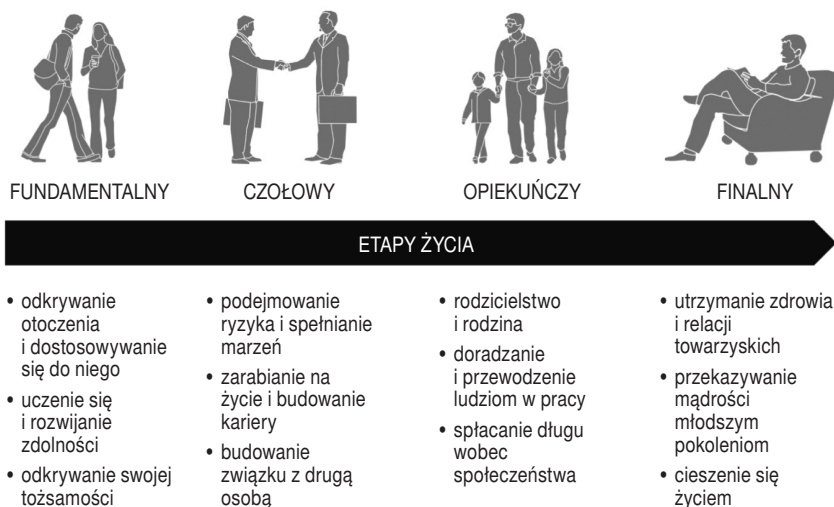 FUNDAMENTALNY
CZOŁOWY
OPIEKUŃCZY
FINALNY
ETAPY ŻYCIA
• odkrywanie
otoczenia
i dostosowywanie
się do niego
• uczenie się
i rozwijanie
zdolności
• odkrywanie swojej
tożsamości
• podejmowanie
ryzyka i spełnianie
marzeń
• zarabianie na
życie i budowanie
kariery
• budowanie
związku z drugą
osobą
• rodzicielstwo
i rodzina
• doradzanie
i przewodzenie
ludziom w pracy
• spłacanie długu
wobec
społeczeństwa
• utrzymanie zdrowia
i relacji
towarzyskich
• przekazywanie
mądrości
młodszym
pokoleniom
• cieszenie się
życiem